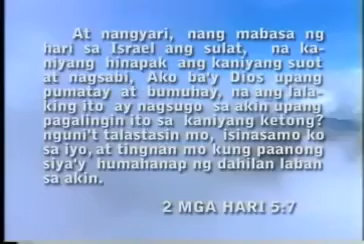 At nangyari, nang mabasa ng
hari sa Israel ang sulat, na ka-
niyang hinapak ang kaniyang suot
at nagsabi, Ako ba'y Dios upang
pumatay at bumuhay, na ang lala-
king ito ay nagsugo sa akin upang
pagalingin ito sa kaniyang ketong?
nguni't talastasin mo, isinasamo ko
sa iyo, at tingnan mo kung paanong
siya'y humahanap ng dahilan laban
sa akin.
2 MGA HARI 5:7